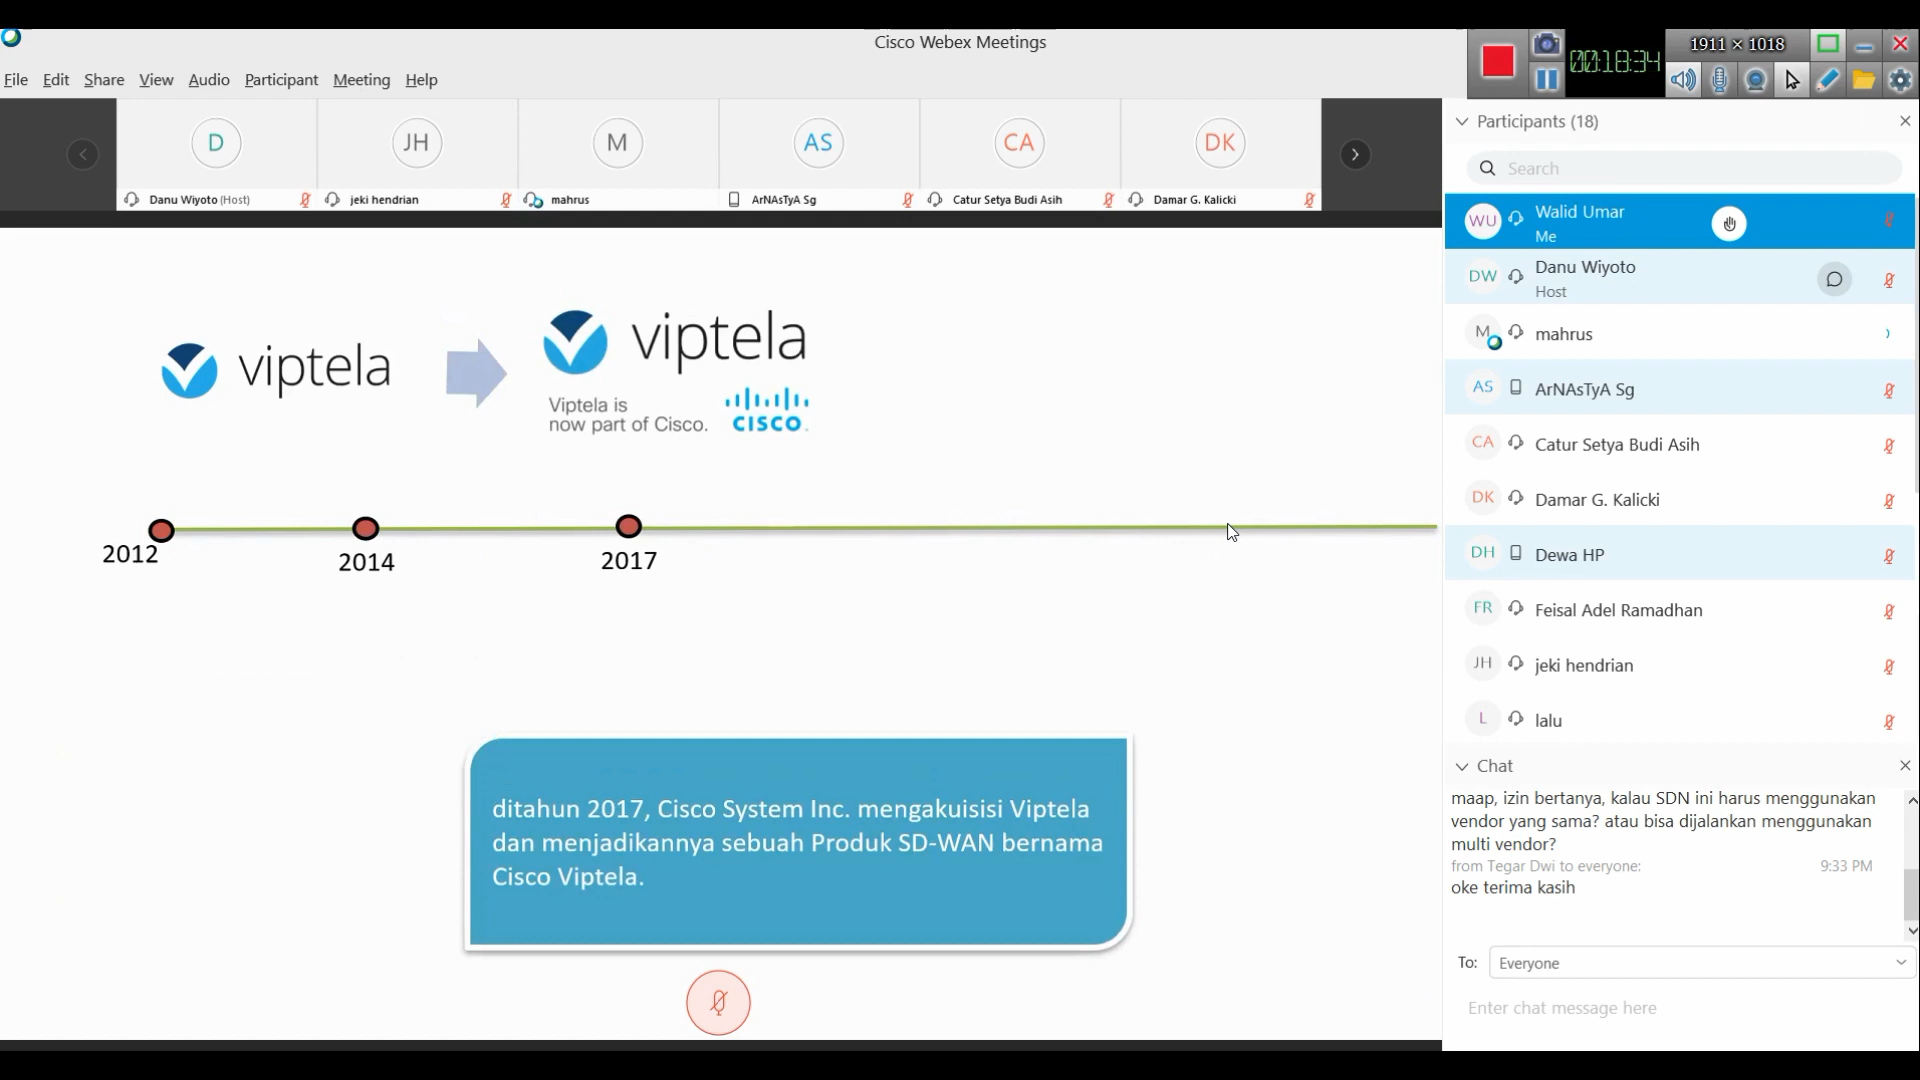 Cisco Webex Meetings
1911 × 1018
00:18:34
File Edit Share View Audio Participant Meeting Help
D
JH
M
AS
CA
DK
Danu Wiyoto (Host)
jeki hendrian
mahrus
ArNAsTyA Sg
Catur Setya Budi Asih
Damar G. Kalicki
viptela
viptela
Viptela is
now part of Cisco.
CISCO
2012
2014
2017
ditahun 2017, Cisco System Inc. mengakuisisi Viptela
dan menjadikannya sebuah Produk SD-WAN bernama
Cisco Viptela.
Participants (18)
Search
WU Walid Umar
Me
DW Danu Wiyoto
Host
M mahrus
AS ArNAsTyA Sg
CA Catur Setya Budi Asih
DK Damar G. Kalicki
DH Dewa HP
FR Feisal Adel Ramadhan
JH jeki hendrian
L lalu
Chat
maap, izin bertanya, kalau SDN ini harus menggunakan
vendor yang sama? atau bisa dijalankan menggunakan
multi vendor?
from Tegar Dwi to everyone: 9:33 PM
oke terima kasih
To: Everyone
Enter chat message here